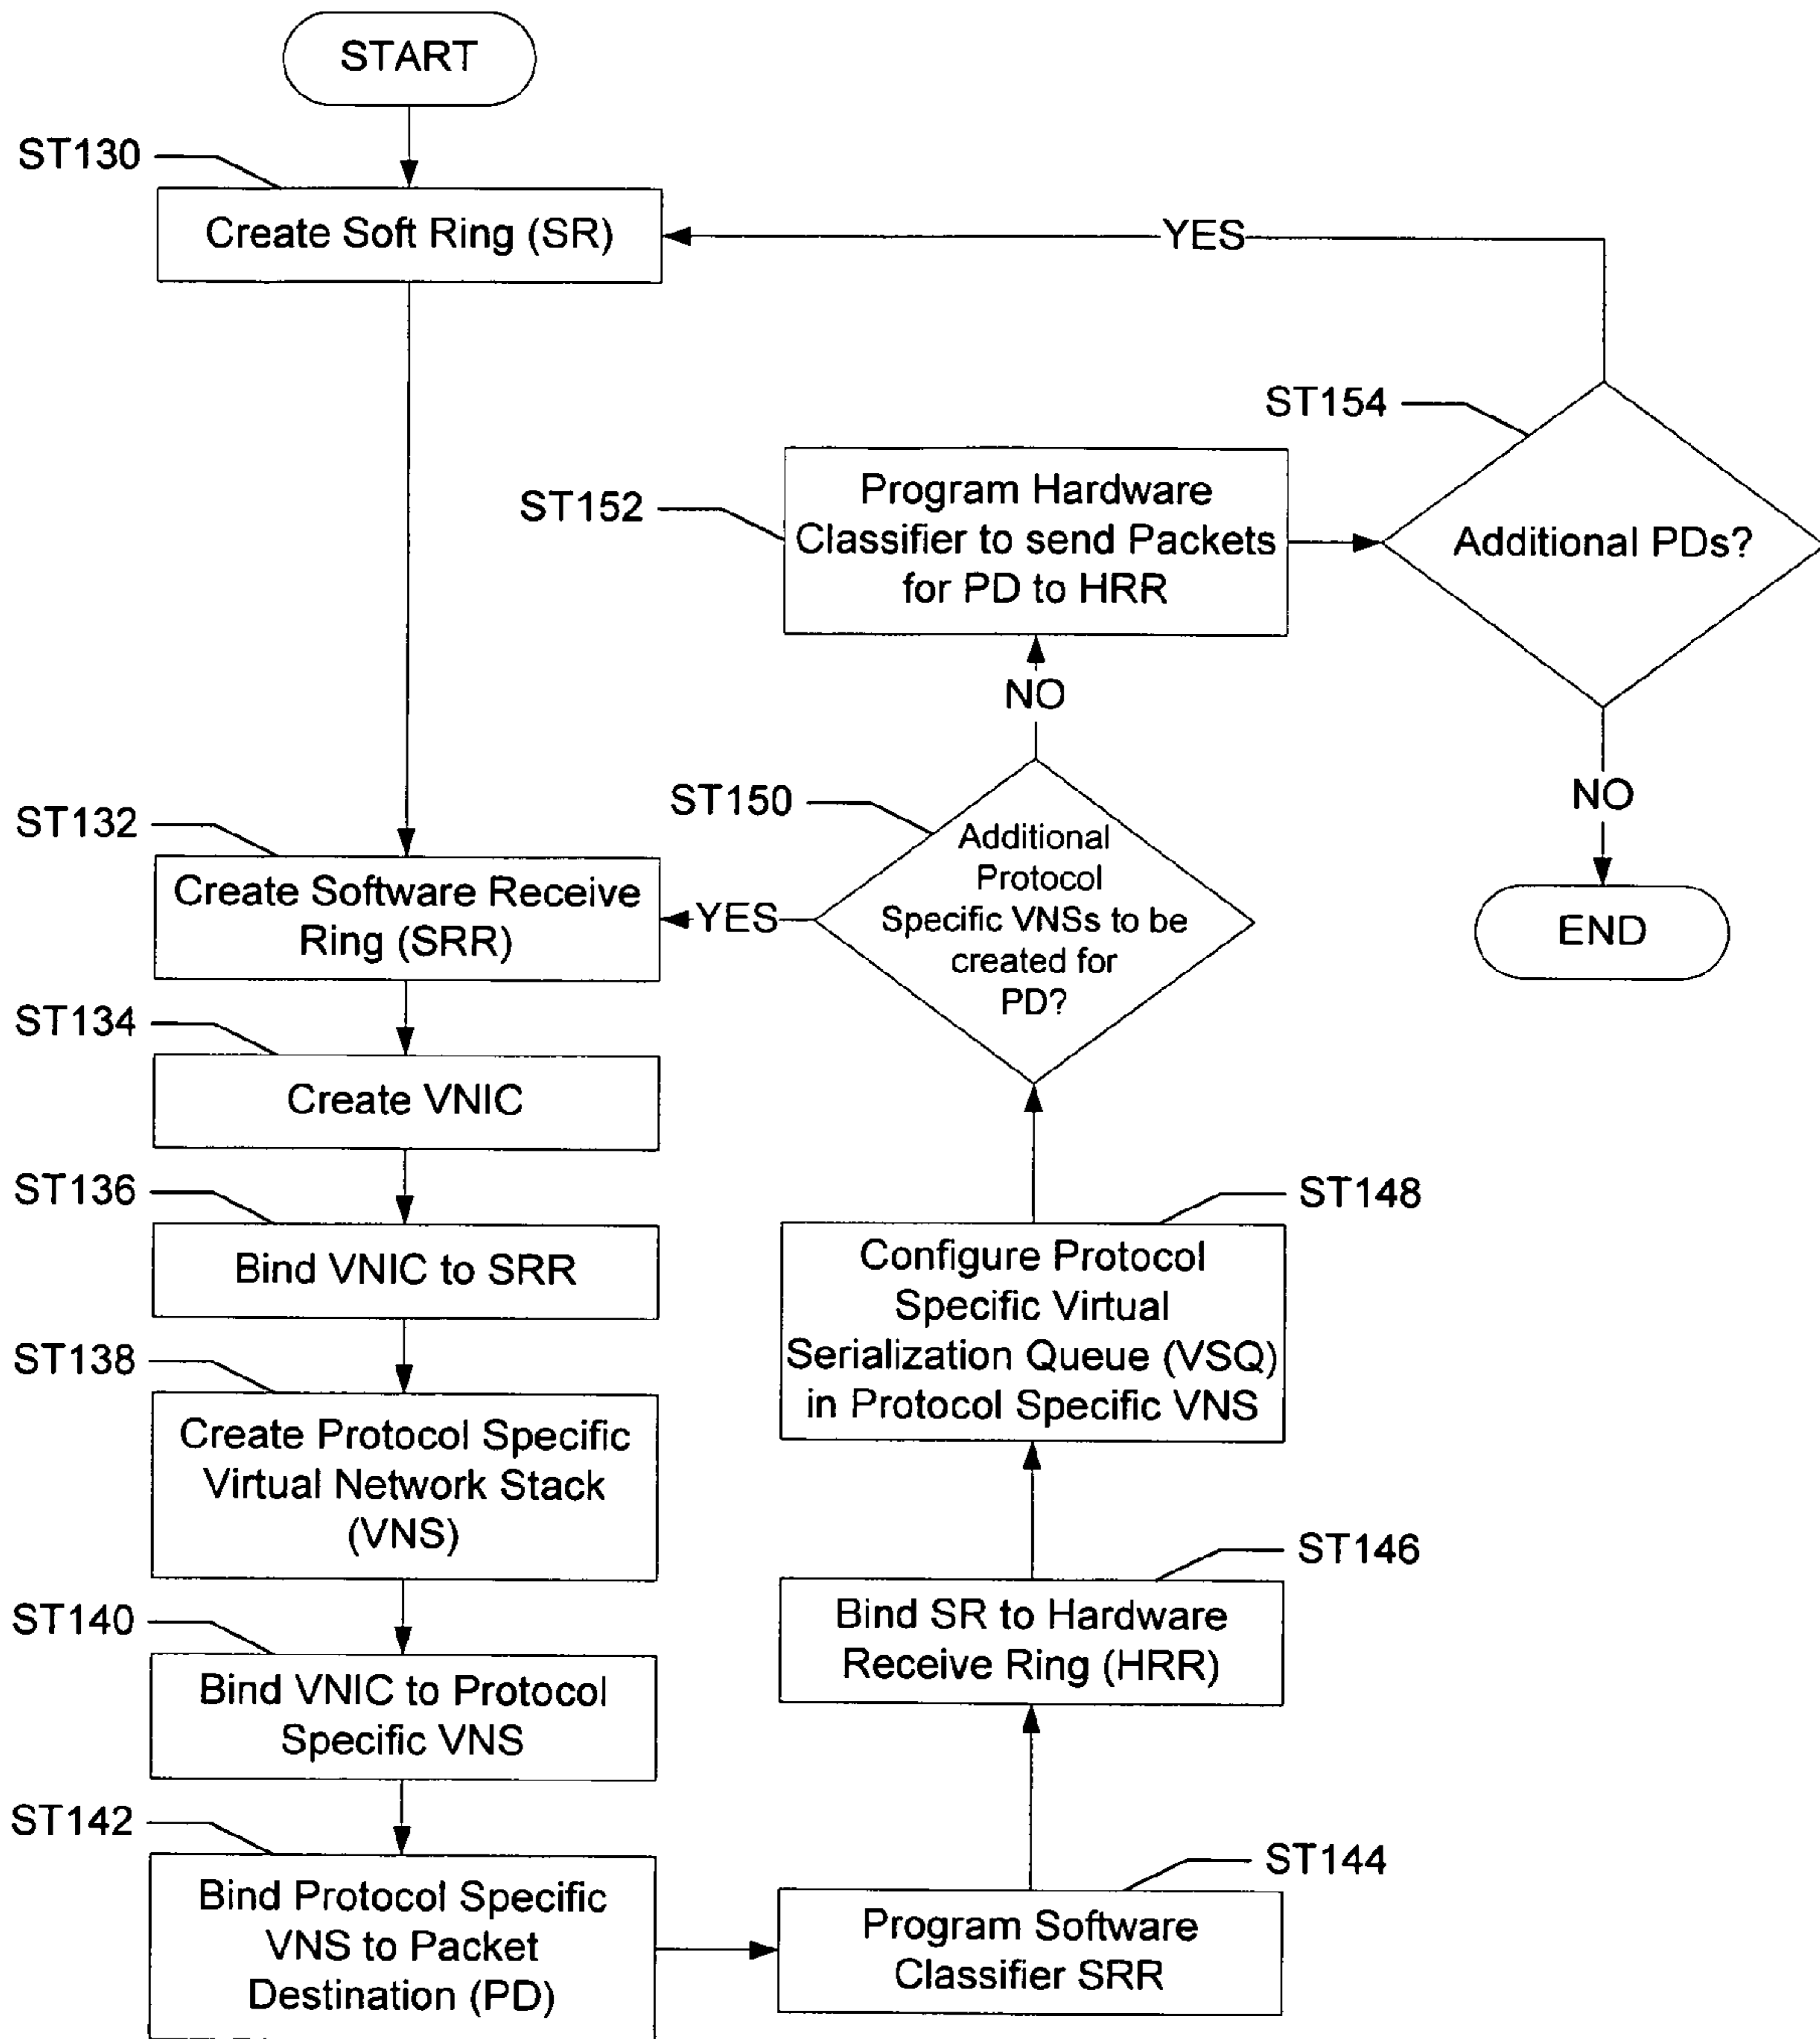 START
ST130
Create Soft Ring (SR)
YES
ST154
Additional PDs?
ST152
Program Hardware
Classifier to send Packets
for PD to HRR
NO
NO
END
ST150
Additional
Protocol
Specific VNSs to be
created for
PD?
YES
ST132
Create Software Receive
Ring (SRR)
ST134
Create VNIC
ST136
Bind VNIC to SRR
ST138
Create Protocol Specific
Virtual Network Stack
(VNS)
ST140
Bind VNIC to Protocol
Specific VNS
ST142
Bind Protocol Specific
VNS to Packet
Destination (PD)
ST144
Program Software
Classifier SRR
ST146
Bind SR to Hardware
Receive Ring (HRR)
ST148
Configure Protocol
Specific Virtual
Serialization Queue (VSQ)
in Protocol Specific VNS